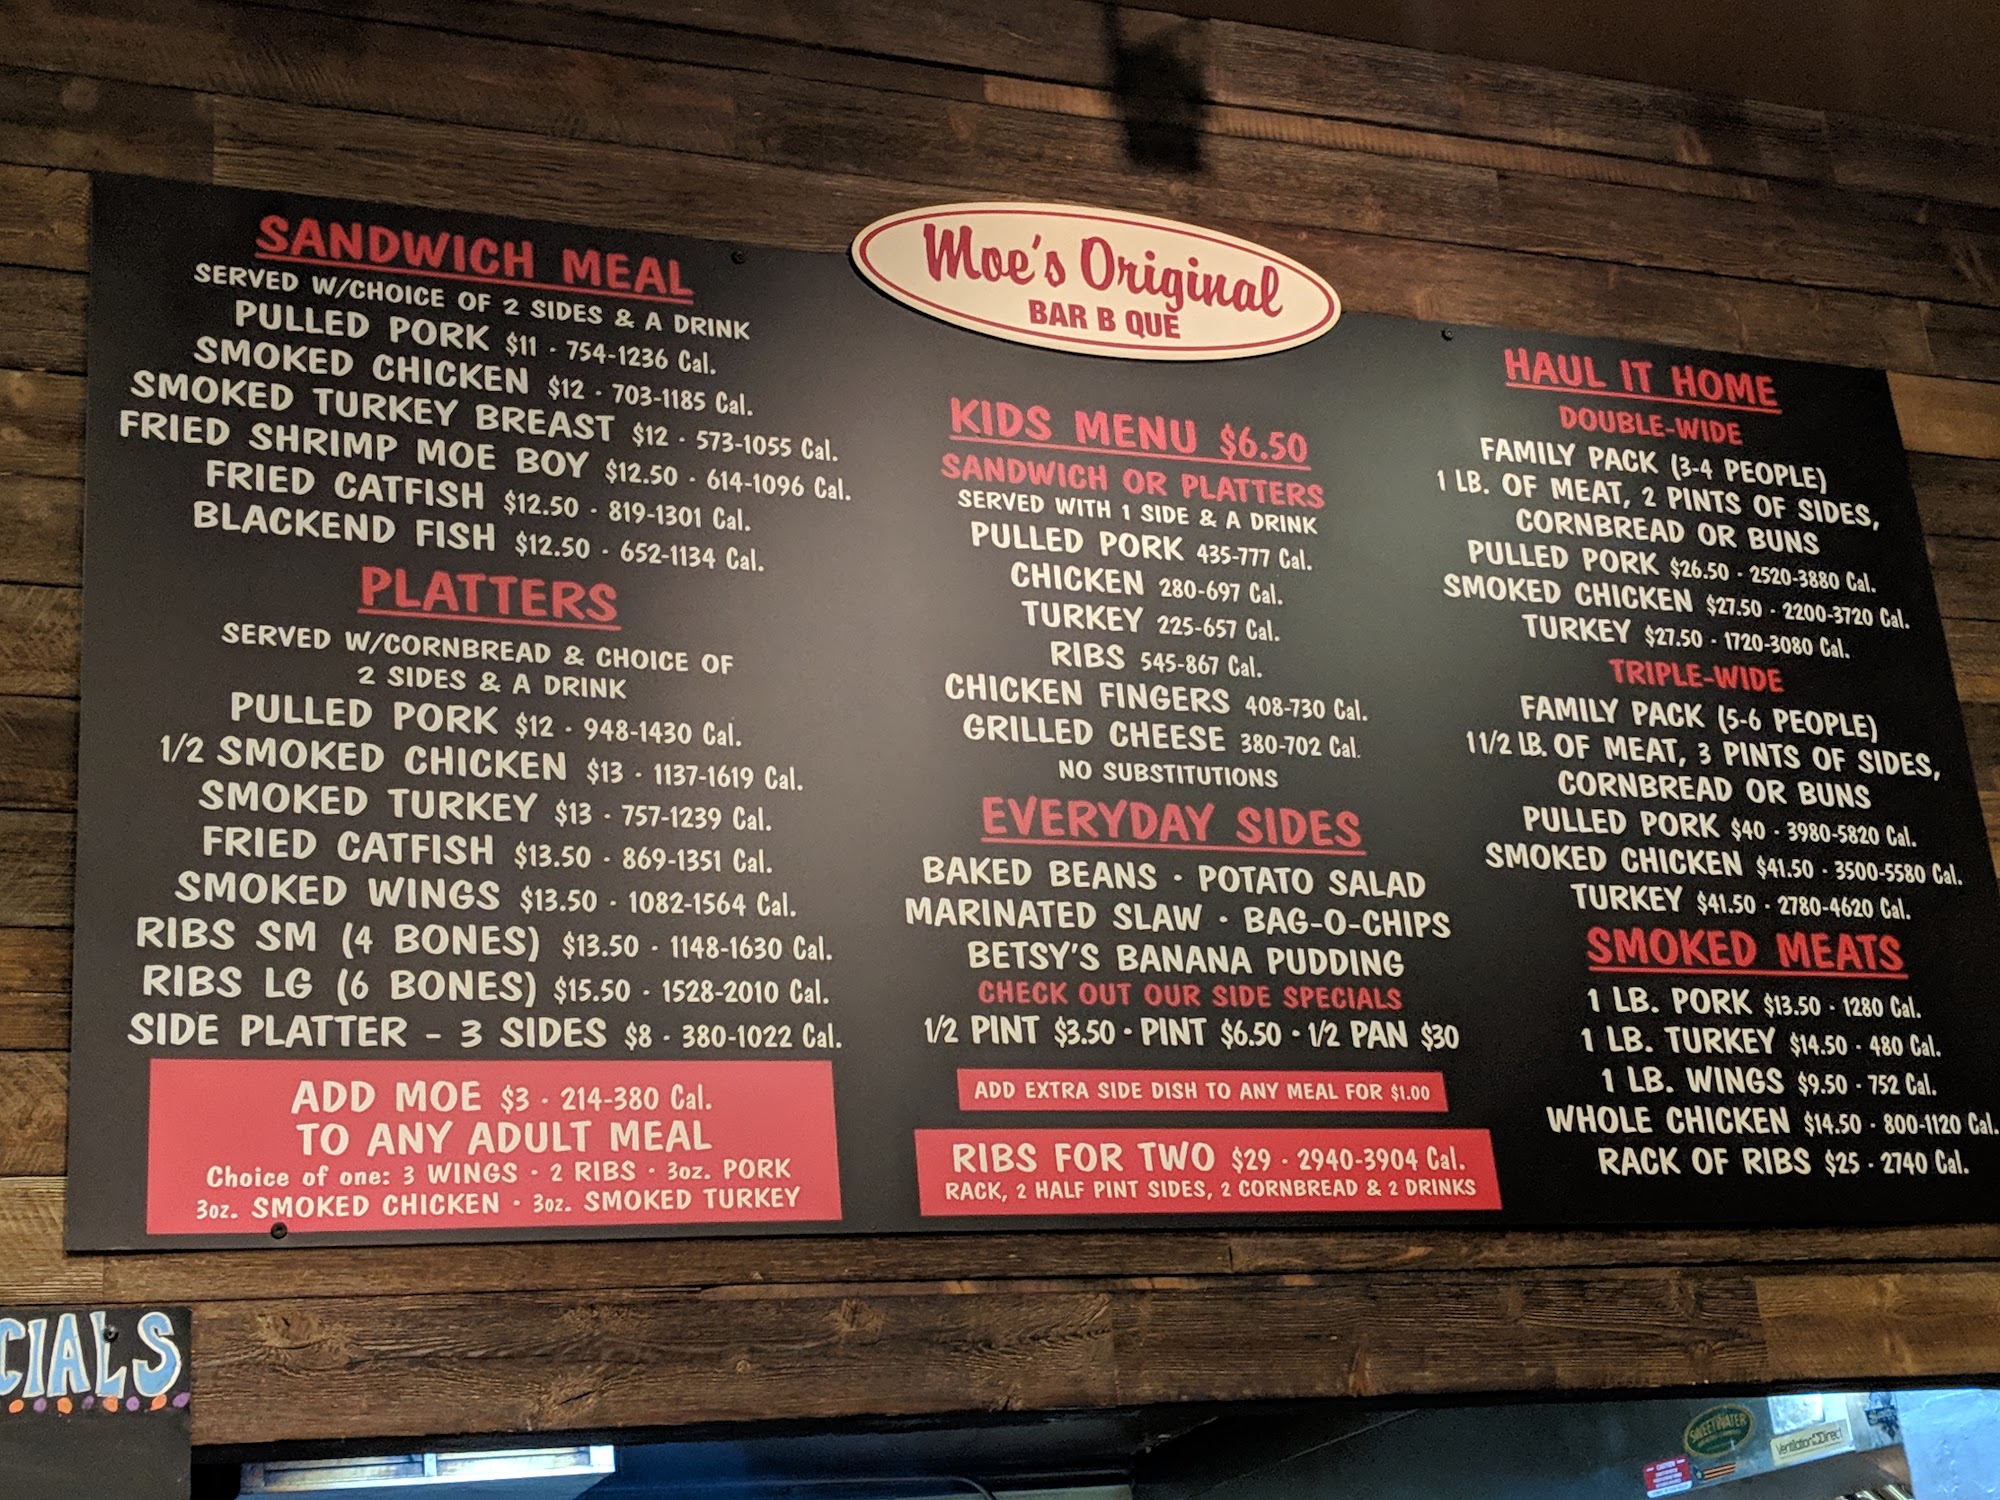 Moe's Original
BAR B QUE
SANDWICH MEAL
SERVED W/CHOICE OF 2 SIDES & A DRINK
PULLED PORK $11 · 754-1236 Cal.
SMOKED CHICKEN $12 · 703-1185 Cal.
SMOKED TURKEY BREAST $12 · 573-1055 Cal.
FRIED SHRIMP MOE BOY $12.50 · 614-1096 Cal.
FRIED CATFISH $12.50 · 819-1301 Cal.
BLACKEND FISH $12.50 · 652-1134 Cal.
PLATTERS
SERVED W/CORNBREAD & CHOICE OF
2 SIDES & A DRINK
PULLED PORK $12 · 948-1430 Cal.
1/2 SMOKED CHICKEN $13 · 1137-1619 Cal.
SMOKED TURKEY $13 · 757-1239 Cal.
FRIED CATFISH $13.50 · 869-1351 Cal.
SMOKED WINGS $13.50 · 1082-1564 Cal.
RIBS SM (4 BONES) $13.50 · 1148-1630 Cal.
RIBS LG (6 BONES) $15.50 · 1528-2010 Cal.
SIDE PLATTER - 3 SIDES $8 · 380-1022 Cal.
ADD MOE $3 · 214-380 Cal.
TO ANY ADULT MEAL
Choice of one: 3 WINGS · 2 RIBS · 3oz. PORK
3oz. SMOKED CHICKEN · 3oz. SMOKED TURKEY
KIDS MENU $6.50
SANDWICH OR PLATTERS
SERVED WITH 1 SIDE & A DRINK
PULLED PORK 435-777 Cal.
CHICKEN 280-697 Cal.
TURKEY 225-657 Cal.
RIBS 545-867 Cal.
CHICKEN FINGERS 408-730 Cal.
GRILLED CHEESE 380-702 Cal.
NO SUBSTITUTIONS
EVERYDAY SIDES
BAKED BEANS · POTATO SALAD
MARINATED SLAW · BAG-O-CHIPS
BETSY'S BANANA PUDDING
CHECK OUT OUR SIDE SPECIALS
1/2 PINT $3.50 · PINT $6.50 · 1/2 PAN $30
ADD EXTRA SIDE DISH TO ANY MEAL FOR $1.00
RIBS FOR TWO $29 · 2940-3904 Cal.
RACK, 2 HALF PINT SIDES, 2 CORNBREAD & 2 DRINKS
HAUL IT HOME
DOUBLE-WIDE
FAMILY PACK (3-4 PEOPLE)
1 LB. OF MEAT, 2 PINTS OF SIDES,
CORNBREAD OR BUNS
PULLED PORK $26.50 · 2520-3880 Cal.
SMOKED CHICKEN $27.50 · 2200-3720 Cal.
TURKEY $27.50 · 1720-3080 Cal.
TRIPLE-WIDE
FAMILY PACK (5-6 PEOPLE)
1 1/2 LB. OF MEAT, 3 PINTS OF SIDES,
CORNBREAD OR BUNS
PULLED PORK $40 · 3980-5820 Cal.
SMOKED CHICKEN $41.50 · 3500-5580 Cal.
TURKEY $41.50 · 2780-4620 Cal.
SMOKED MEATS
1 LB. PORK $13.50 · 1280 Cal.
1 LB. TURKEY $14.50 · 480 Cal.
1 LB. WINGS $9.50 · 752 Cal.
WHOLE CHICKEN $14.50 · 800-1120 Cal.
RACK OF RIBS $25 · 2740 Cal.
CIALS
SWEETWATER
VentilationDirect
CAUTION